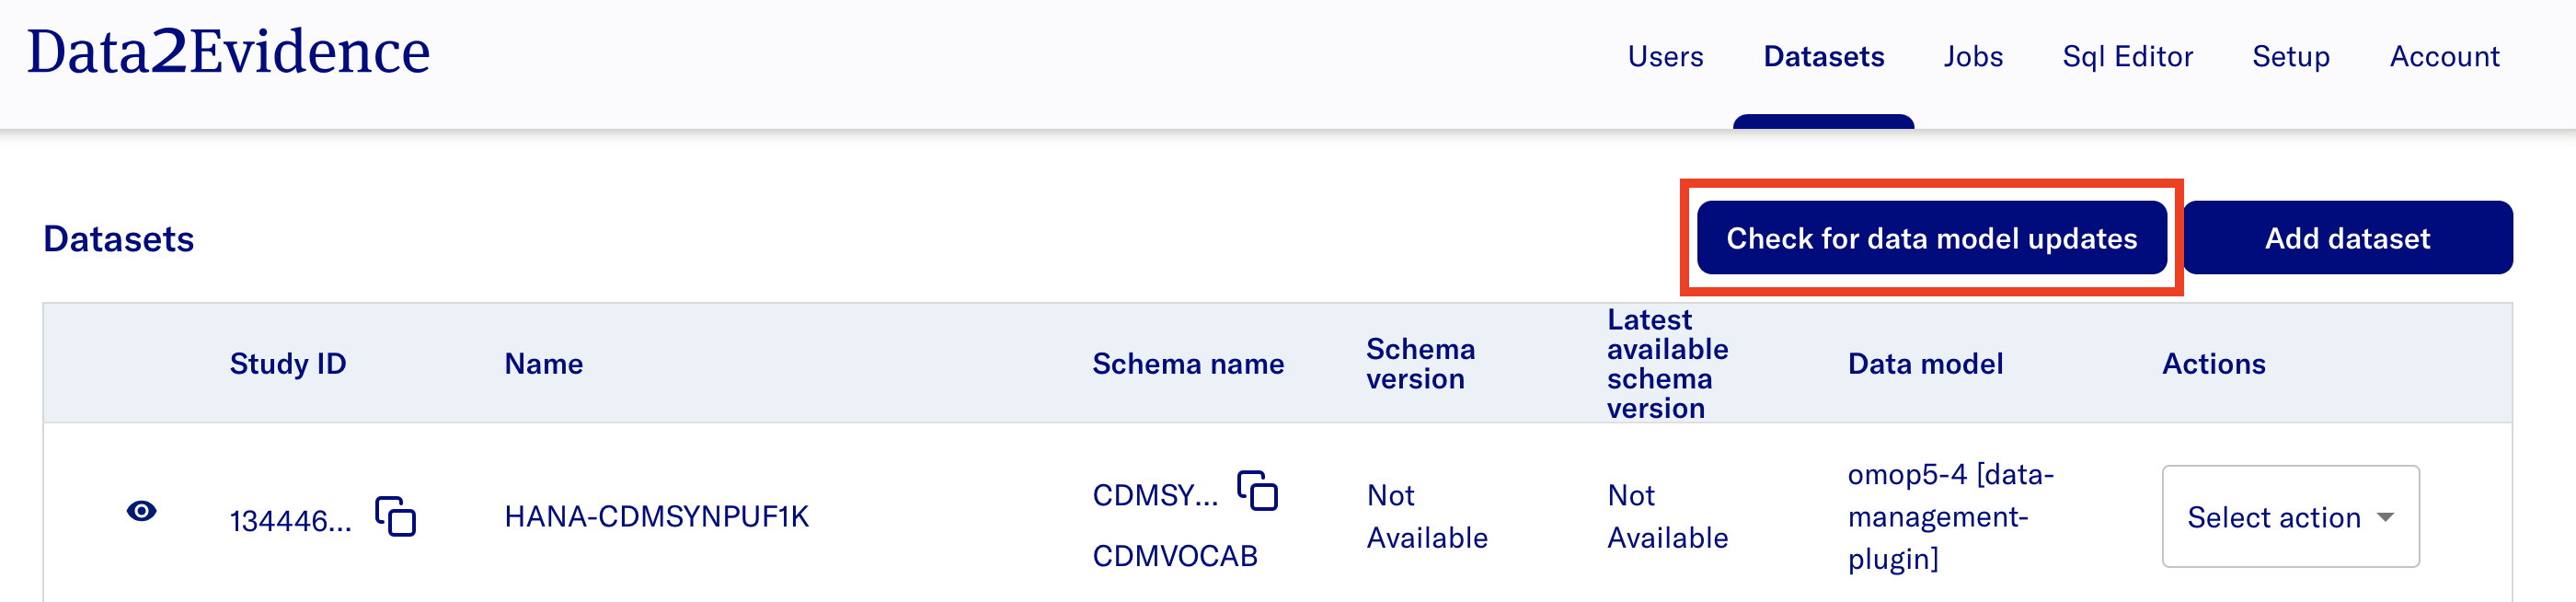 Data2Evidence
Users Datasets Jobs Sql Editor Setup Account
Datasets
Check for data model updates
Add dataset
Study ID
Name
Schema name
Schema
version
Latest
available
schema
version
Data model
Actions
134446...
HANA-CDMSYNPUF1K
CDMSY...
CDMVOCAB
Not
Available
Not
Available
omop5-4 [data-
management-
plugin]
Select action